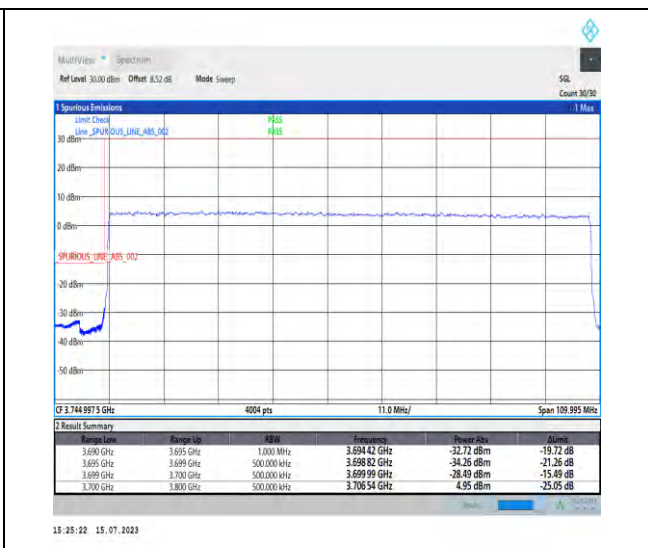 MultiView Spectrum
Ref Level 30.00 dBm Offset 8.52 dB Mode Sweep SGL
Count 30/30
1 Spurious Emissions 1 Max
Limit Check PASS
Line _SPURIOUS_LINE_ABS_002 PASS
30 dBm
20 dBm
10 dBm
0 dBm
SPURIOUS_LINE_ABS_002
-20 dBm
-30 dBm
-40 dBm
-50 dBm
CF 3.744 997 5 GHz 4004 pts 11.0 MHz/ Span 109.995 MHz
2 Result Summary
Range Low Range Up RBW Frequency Power Abs ΔLimit
3.690 GHz 3.695 GHz 1.000 MHz 3.694 42 GHz -32.72 dBm -19.72 dB
3.695 GHz 3.699 GHz 500.000 kHz 3.698 82 GHz -34.26 dBm -21.26 dB
3.699 GHz 3.700 GHz 500.000 kHz 3.699 99 GHz -28.49 dBm -15.49 dB
3.700 GHz 3.800 GHz 500.000 kHz 3.706 54 GHz 4.95 dBm -25.05 dB
15:25:22 15.07.2023